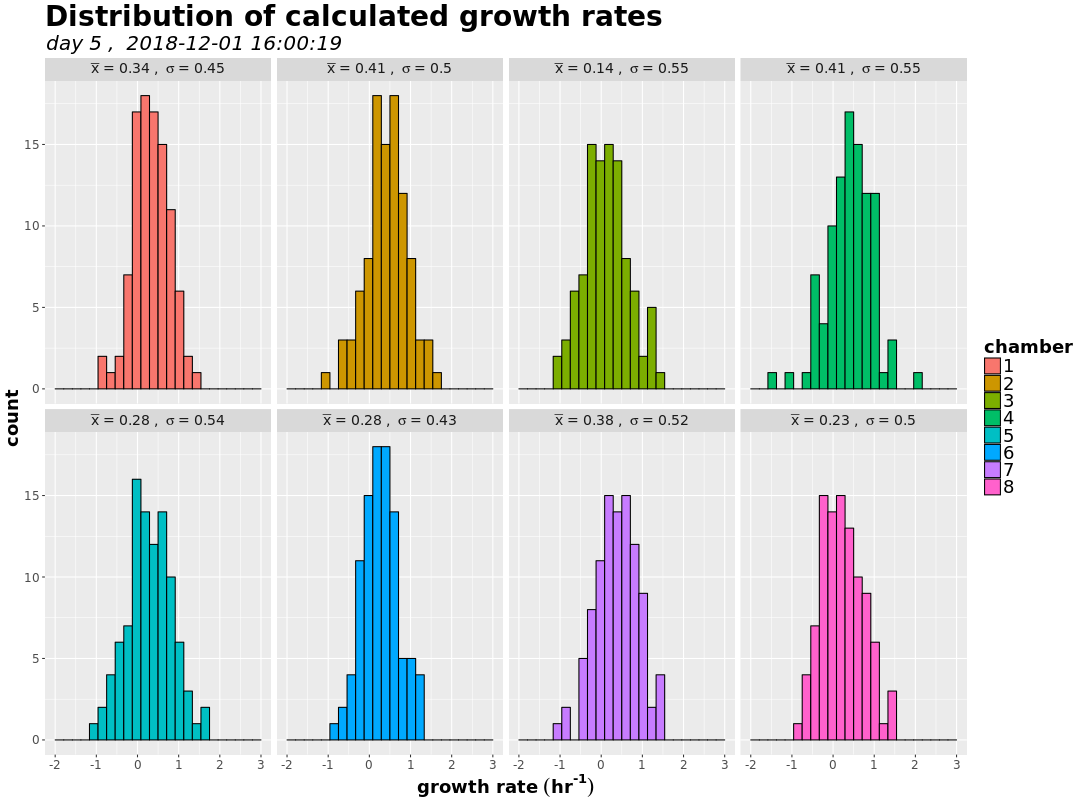 Distribution of calculated growth rates
day 5 ,  2018-12-01 16:00:19
x̅ = 0.34 ,  σ = 0.45
x̅ = 0.41 ,  σ = 0.5
x̅ = 0.14 ,  σ = 0.55
x̅ = 0.41 ,  σ = 0.55
15
10
5
0
x̅ = 0.28 ,  σ = 0.54
x̅ = 0.28 ,  σ = 0.43
x̅ = 0.38 ,  σ = 0.52
x̅ = 0.23 ,  σ = 0.5
15
10
5
0
-2 -1 0 1 2 3
-2 -1 0 1 2 3
-2 -1 0 1 2 3
-2 -1 0 1 2 3
count
growth rate (hr⁻¹)
chamber
1
2
3
4
5
6
7
8